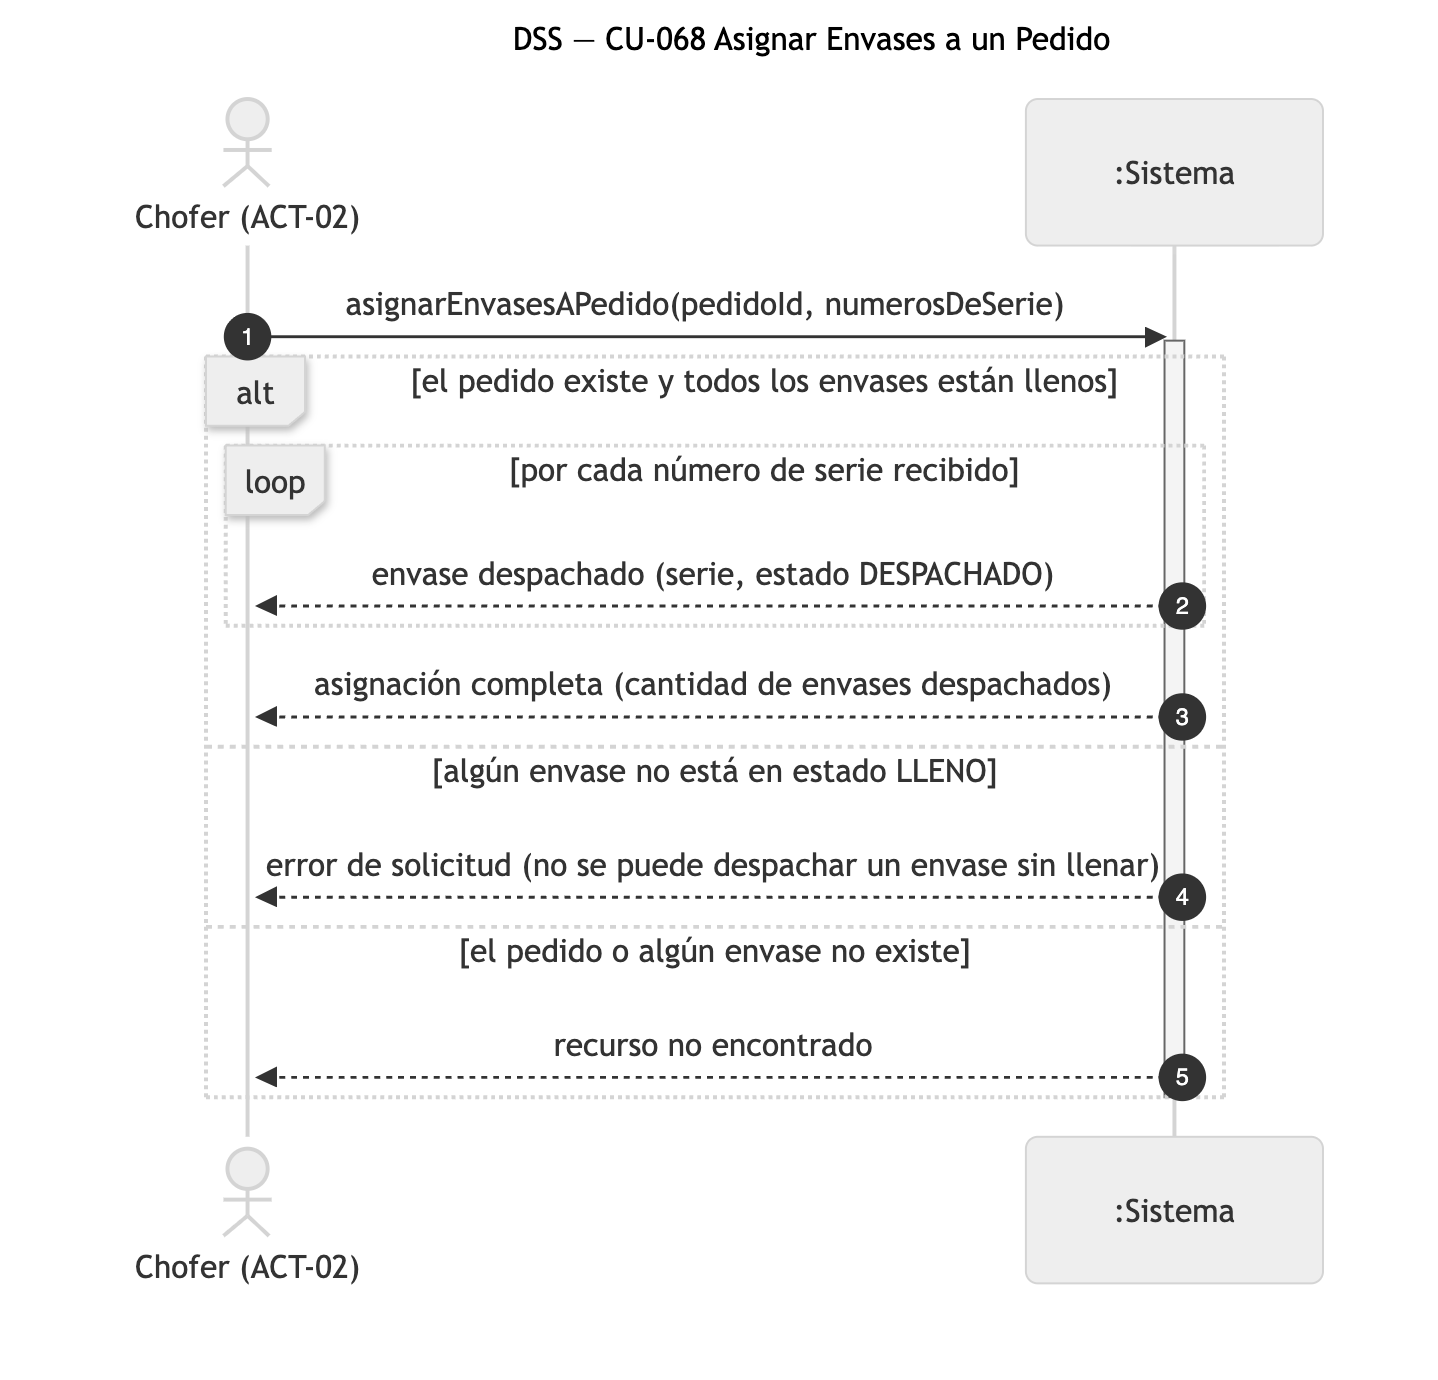 DSS — CU-068 Asignar Envases a un Pedido
Chofer (ACT-02)
:Sistema
asignarEnvasesAPedido(pedidoId, numerosDeSerie)
1
alt
[el pedido existe y todos los envases están llenos]
loop
[por cada número de serie recibido]
envase despachado (serie, estado DESPACHADO)
2
asignación completa (cantidad de envases despachados)
3
[algún envase no está en estado LLENO]
error de solicitud (no se puede despachar un envase sin llenar)
4
[el pedido o algún envase no existe]
recurso no encontrado
5
Chofer (ACT-02)
:Sistema